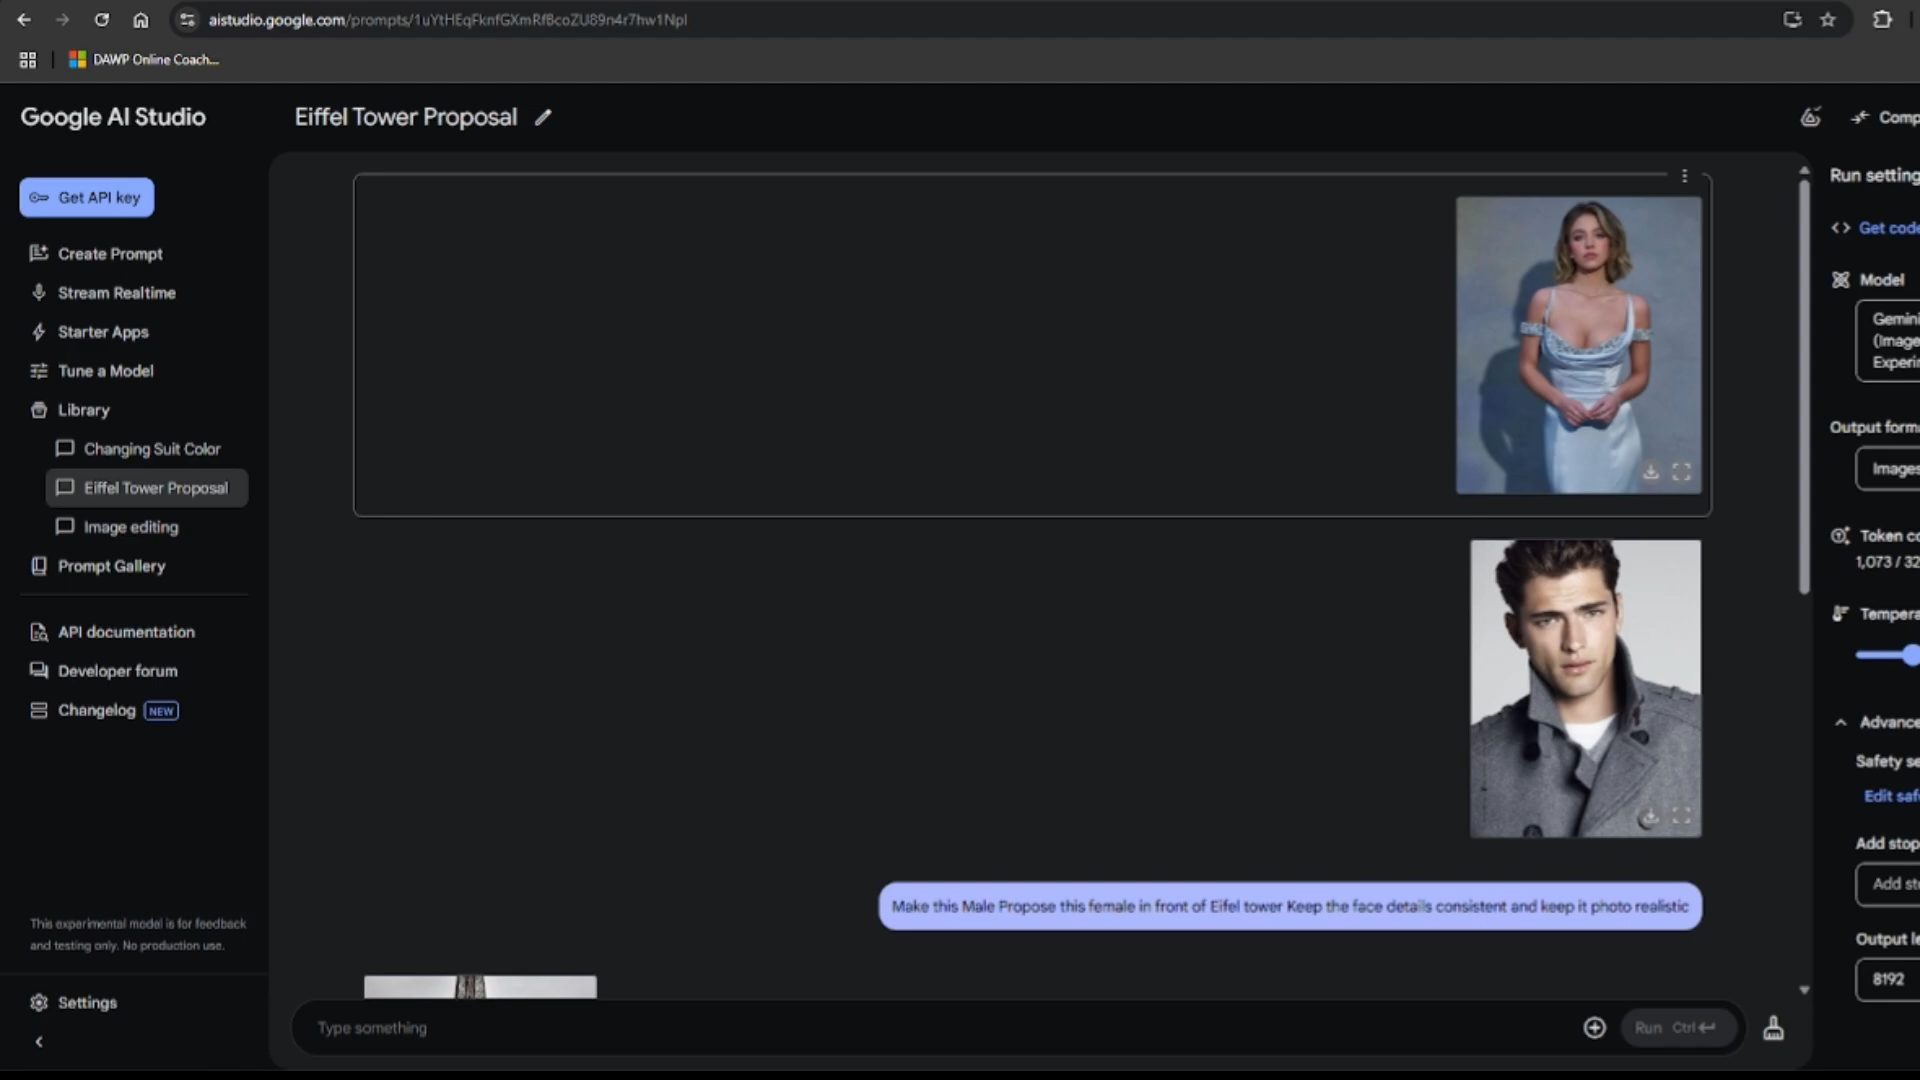 aistudio.google.com/prompts/1uYtHEqFknfGXmRfBcoZU89n4r7hw1Npl
DAWP Online Coach...
Google AI Studio
Eiffel Tower Proposal
Comp
Get API key
Create Prompt
Stream Realtime
Starter Apps
Tune a Model
Library
Changing Suit Color
Eiffel Tower Proposal
Image editing
Prompt Gallery
API documentation
Developer forum
Changelog NEW
This experimental model is for feedback
and testing only. No production use.
Settings
Make this Male Propose this female in front of Eifel tower Keep the face details consistent and keep it photo realistic
Type something
Run Ctrl
Run setting
Get code
Model
Gemini
(Image
Experim
Output form
Images
Token co
1,073 / 32
Tempera
Advance
Safety se
Edit safe
Add stop
Add sto
Output le
8192